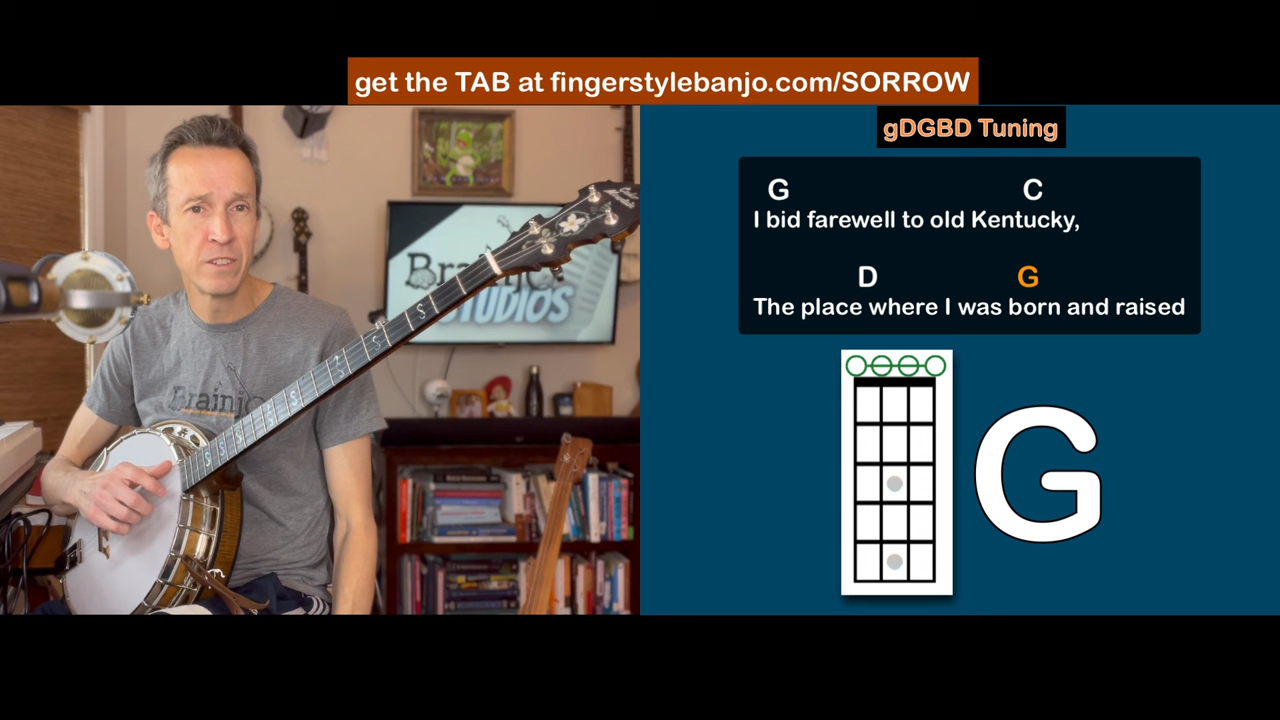 get the TAB at fingerstylebanjo.com/SORROW
gDGBD Tuning
G C
I bid farewell to old Kentucky,
D G
The place where I was born and raised
G
STUDIOS